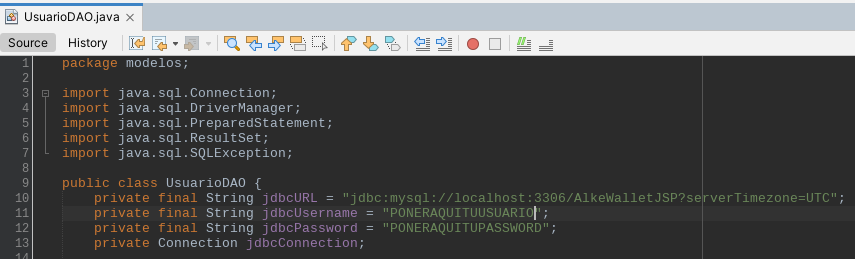 UsuarioDAO.java
Source History
1 package modelos;
2
3 import java.sql.Connection;
4 import java.sql.DriverManager;
5 import java.sql.PreparedStatement;
6 import java.sql.ResultSet;
7 import java.sql.SQLException;
8
9 public class UsuarioDAO {
10 private final String jdbcURL = "jdbc:mysql://localhost:3306/AlkeWalletJSP?serverTimezone=UTC";
11 private final String jdbcUsername = "PONERAQUITUUSUARIO";
12 private final String jdbcPassword = "PONERAQUITUPASSWORD";
13 private Connection jdbcConnection;
14